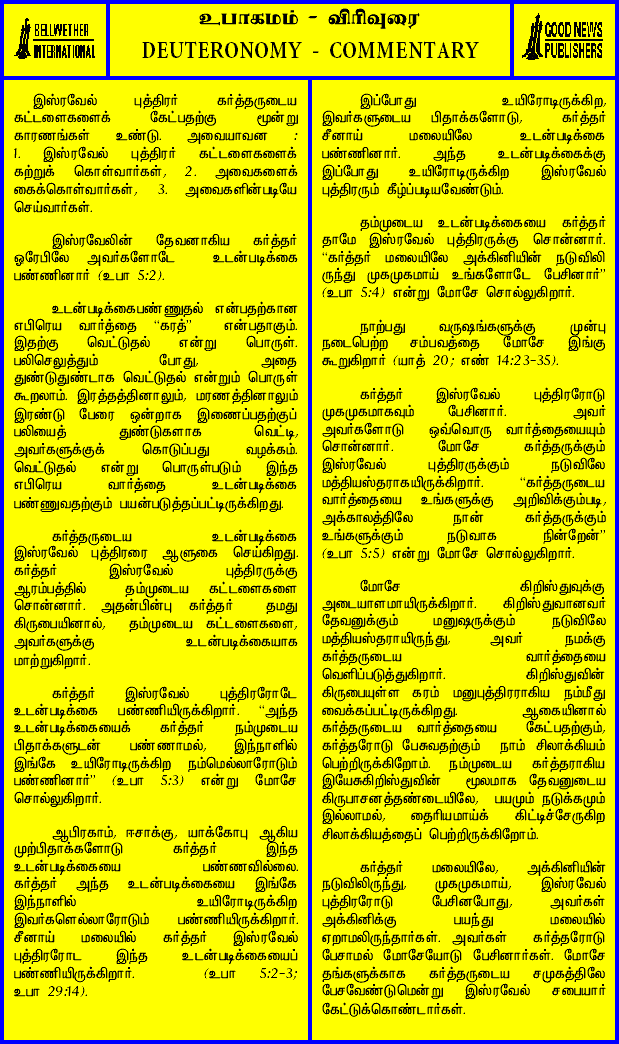 BELLWETHER
INTERNATIONAL
உபாகமம் - விரிவுரை
DEUTERONOMY - COMMENTARY
GOOD NEWS
PUBLISHERS
இஸ்ரவேல் புத்திரர் கர்த்தருடைய
கட்டளைகளைக் கேட்பதற்கு மூன்று
காரணங்கள் உண்டு. அவையாவன :
1. இஸ்ரவேல் புத்திரர் கட்டளைகளைக்
கற்றுக் கொள்வார்கள், 2. அவைகளைக்
கைக்கொள்வார்கள், 3. அவைகளின்படியே
செய்வார்கள்.
இஸ்ரவேலின் தேவனாகிய கர்த்தர்
ஓரேபிலே அவர்களோடே உடன்படிக்கை
பண்ணினார் (உபா 5:2).
உடன்படிக்கைபண்ணுதல் என்பதற்கான
எபிரெய வார்த்தை “கரத்” என்பதாகும்.
இதற்கு வெட்டுதல் என்று பொருள்.
பலிசெலுத்தும் போது, அதை
துண்டுதுண்டாக வெட்டுதல் என்றும் பொருள்
கூறலாம். இரத்தத்தினாலும், மரணத்தினாலும்
இரண்டு பேரை ஒன்றாக இணைப்பதற்குப்
பலியைத் துண்டுகளாக வெட்டி,
அவர்களுக்குக் கொடுப்பது வழக்கம்.
வெட்டுதல் என்று பொருள்படும் இந்த
எபிரெய வார்த்தை உடன்படிக்கை
பண்ணுவதற்கும் பயன்படுத்தப்பட்டிருக்கிறது.
கர்த்தருடைய உடன்படிக்கை
இஸ்ரவேல் புத்திரரை ஆளுகை செய்கிறது.
கர்த்தர் இஸ்ரவேல் புத்திரருக்கு
ஆரம்பத்தில் தம்முடைய கட்டளைகளை
சொன்னார். அதன்பின்பு கர்த்தர் தமது
கிருபையினால், தம்முடைய கட்டளைகளை,
அவர்களுக்கு உடன்படிக்கையாக
மாற்றுகிறார்.
கர்த்தர் இஸ்ரவேல் புத்திரரோடே
உடன்படிக்கை பண்ணியிருக்கிறார். “அந்த
உடன்படிக்கையைக் கர்த்தர் நம்முடைய
பிதாக்களுடன் பண்ணாமல், இந்நாளில்
இங்கே உயிரோடிருக்கிற நம்மெல்லாரோடும்
பண்ணினார்” (உபா 5:3) என்று மோசே
சொல்லுகிறார்.
ஆபிரகாம், ஈசாக்கு, யாக்கோபு ஆகிய
முற்பிதாக்களோடு கர்த்தர் இந்த
உடன்படிக்கையை பண்ணவில்லை.
கர்த்தர் அந்த உடன்படிக்கையை இங்கே
இந்நாளில் உயிரோடிருக்கிற
இவர்களெல்லாரோடும் பண்ணியிருக்கிறார்.
சீனாய் மலையில் கர்த்தர் இஸ்ரவேல்
புத்திரரோட இந்த உடன்படிக்கையைப்
பண்ணியிருக்கிறார். (உபா 5:2-3;
உபா 29:14).
இப்போது உயிரோடிருக்கிற,
இவர்களுடைய பிதாக்களோடு, கர்த்தர்
சீனாய் மலையிலே உடன்படிக்கை
பண்ணினார். அந்த உடன்படிக்கைக்கு
இப்போது உயிரோடிருக்கிற இஸ்ரவேல்
புத்திரரும் கீழ்ப்படியவேண்டும்.
தம்முடைய உடன்படிக்கையை கர்த்தர்
தாமே இஸ்ரவேல் புத்திரருக்கு சொன்னார்.
“கர்த்தர் மலையிலே அக்கினியின் நடுவிலி
ருந்து முகமுகமாய் உங்களோடே பேசினார்”
(உபா 5:4) என்று மோசே சொல்லுகிறார்.
நாற்பது வருஷங்களுக்கு முன்பு
நடைபெற்ற சம்பவத்தை மோசே இங்கு
கூறுகிறார் (யாத் 20; எண் 14:23-35).
கர்த்தர் இஸ்ரவேல் புத்திரரோடு
முகமுகமாகவும் பேசினார். அவர்
அவர்களோடு ஒவ்வொரு வார்த்தையையும்
சொன்னார். மோசே கர்த்தருக்கும்
இஸ்ரவேல் புத்திரருக்கும் நடுவிலே
மத்தியஸ்தராகயிருக்கிறார். “கர்த்தருடைய
வார்த்தையை உங்களுக்கு அறிவிக்கும்படி,
அக்காலத்திலே நான் கர்த்தருக்கும்
உங்களுக்கும் நடுவாக நின்றேன்”
(உபா 5:5) என்று மோசே சொல்லுகிறார்.
மோசே கிறிஸ்துவுக்கு
அடையாளமாயிருக்கிறார். கிறிஸ்துவானவர்
தேவனுக்கும் மனுஷருக்கும் நடுவிலே
மத்தியஸ்தராயிருந்து, அவர் நமக்கு
கர்த்தருடைய வார்த்தையை
வெளிப்படுத்துகிறார். கிறிஸ்துவின்
கிருபையுள்ள கரம் மனுபுத்திரராகிய நம்மீது
வைக்கப்பட்டிருக்கிறது. ஆகையினால்
கர்த்தருடைய வார்த்தையை கேட்பதற்கும்,
கர்த்தரோடு பேசுவதற்கும் நாம் சிலாக்கியம்
பெற்றிருக்கிறோம். நம்முடைய கர்த்தராகிய
இயேசுகிறிஸ்துவின் மூலமாக தேவனுடைய
கிருபாசனத்தண்டையிலே, பயமும் நடுக்கமும்
இல்லாமல், தைரியமாய்க் கிட்டிச்சேருகிற
சிலாக்கியத்தைப் பெற்றிருக்கிறோம்.
கர்த்தர் மலையிலே, அக்கினியின்
நடுவிலிருந்து, முகமுகமாய், இஸ்ரவேல்
புத்திரரோடு பேசினபோது, அவர்கள்
அக்கினிக்கு பயந்து மலையில்
ஏறாமலிருந்தார்கள். அவர்கள் கர்த்தரோடு
பேசாமல் மோசேயோடு பேசினார்கள். மோசே
தங்களுக்காக கர்த்தருடைய சமுகத்திலே
பேசவேண்டுமென்று இஸ்ரவேல் சபையார்
கேட்டுக்கொண்டார்கள்.